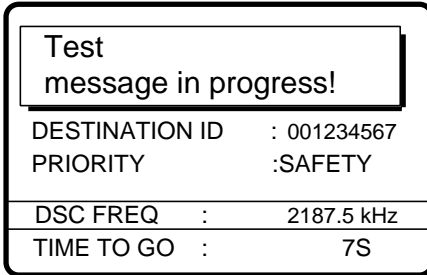 Test
message in progress!
DESTINATION ID : 001234567
PRIORITY :SAFETY
DSC FREQ : 2187.5 kHz
TIME TO GO : 7S